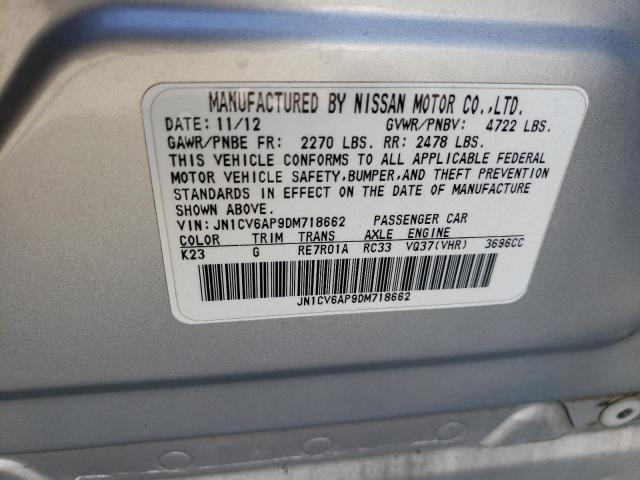 MANUFACTURED BY NISSAN MOTOR CO.,LTD.
DATE: 11/12 GVWR/PNBV: 4722 LBS.
GAWR/PNBE FR: 2270 LBS. RR: 2478 LBS.
THIS VEHICLE CONFORMS TO ALL APPLICABLE FEDERAL
MOTOR VEHICLE SAFETY,BUMPER,AND THEFT PREVENTION
STANDARDS IN EFFECT ON THE DATE OF MANUFACTURE
SHOWN ABOVE.
VIN: JN1CV6AP9DM718662 PASSENGER CAR
COLOR TRIM TRANS AXLE ENGINE
K23 G RE7R01A RC33 VQ37(VHR) 3696CC
JN1CV6AP9DM718662